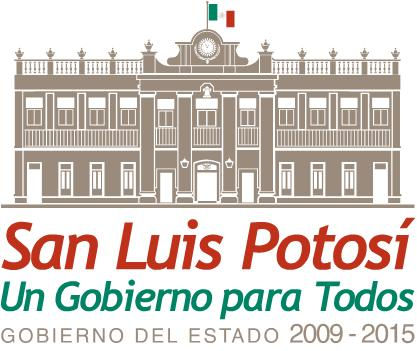 San Luis Potosí
Un Gobierno para Todos
GOBIERNO DEL ESTADO 2009 - 2015